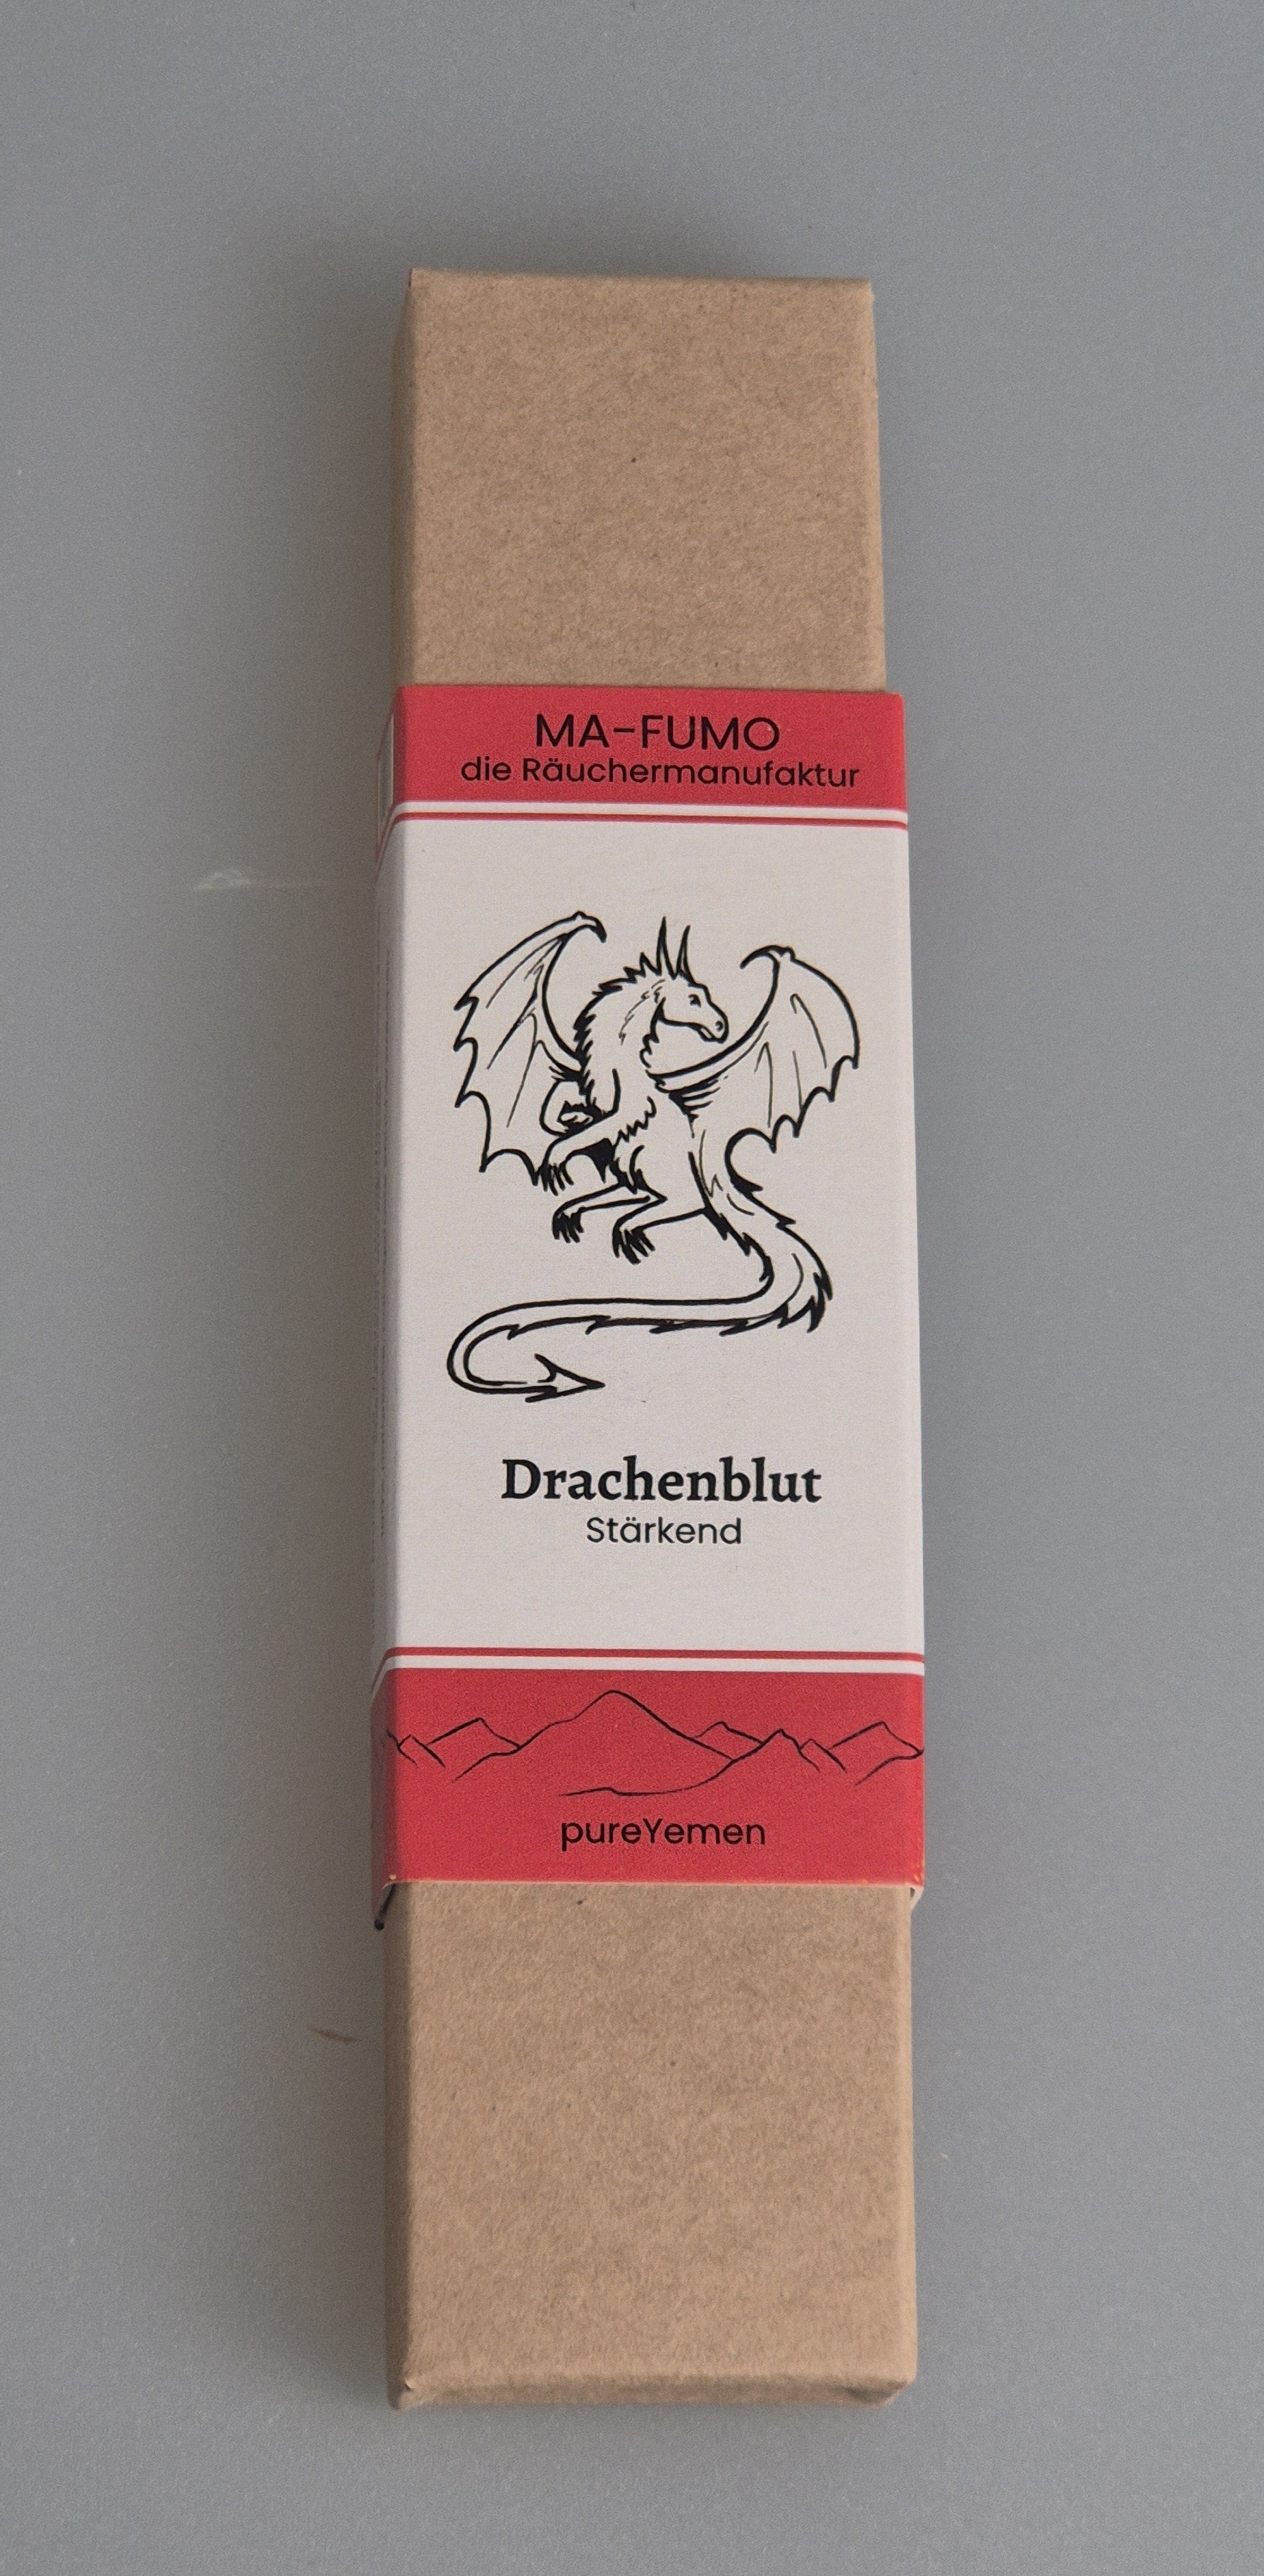 MA-FUMO
die Räuchermanufaktur
Drachenblut
Stärkend
pureYemen